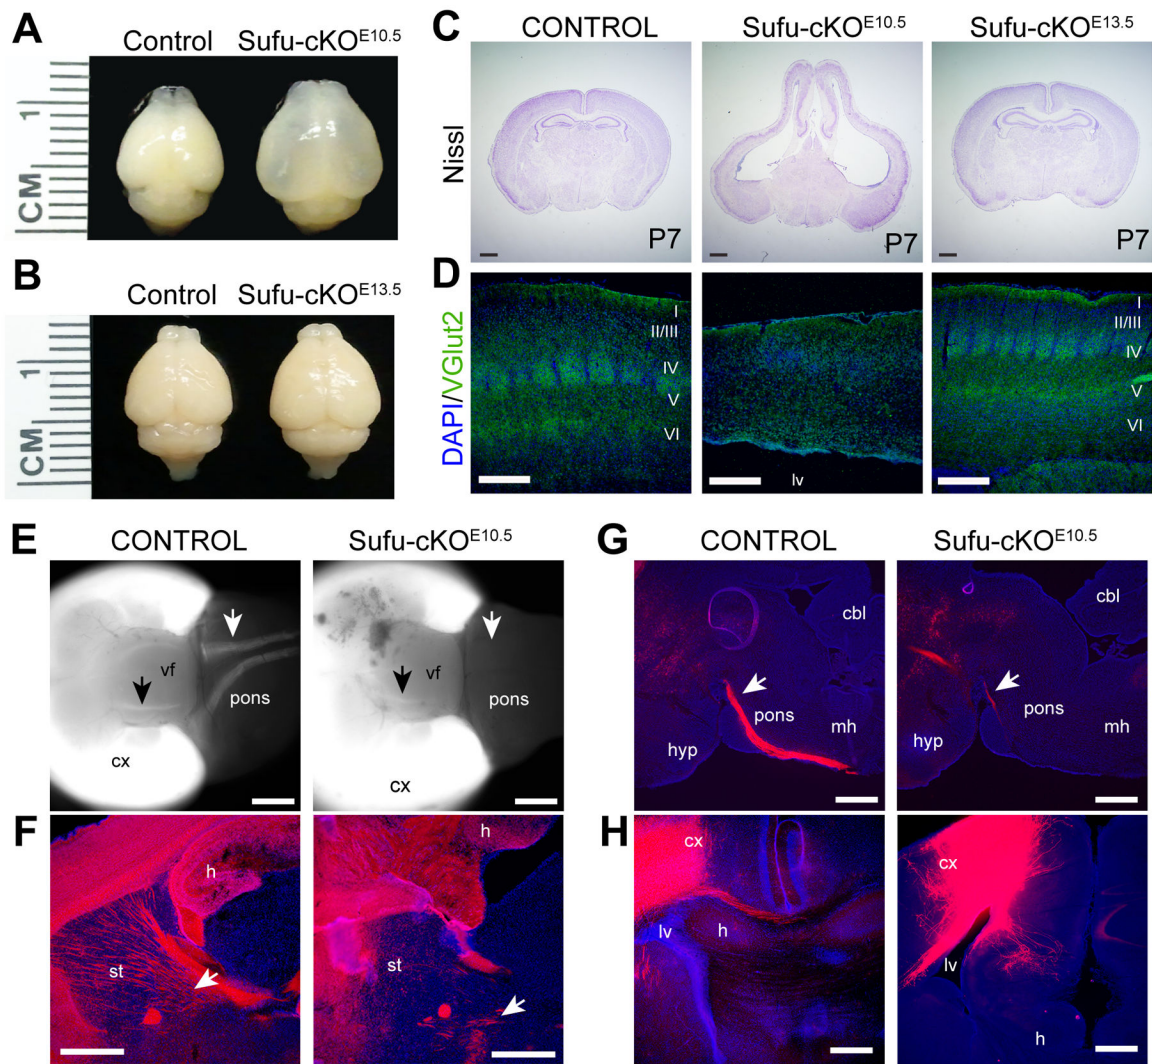 A
Control Sufu-cKO^E10.5
1
CM
B
Control Sufu-cKO^E13.5
1
CM
C
CONTROL Sufu-cKO^E10.5 Sufu-cKO^E13.5
Nissl
P7 P7 P7
D
DAPI/VGlut2
I
II/III
IV
V
VI
lv
I
II/III
IV
V
VI
E
CONTROL Sufu-cKO^E10.5
vf
pons
cx
vf
pons
cx
F
h
st
h
st
G
CONTROL Sufu-cKO^E10.5
cbl
pons
mh
hyp
cbl
pons
mh
hyp
H
cx
lv
h
cx
lv
h